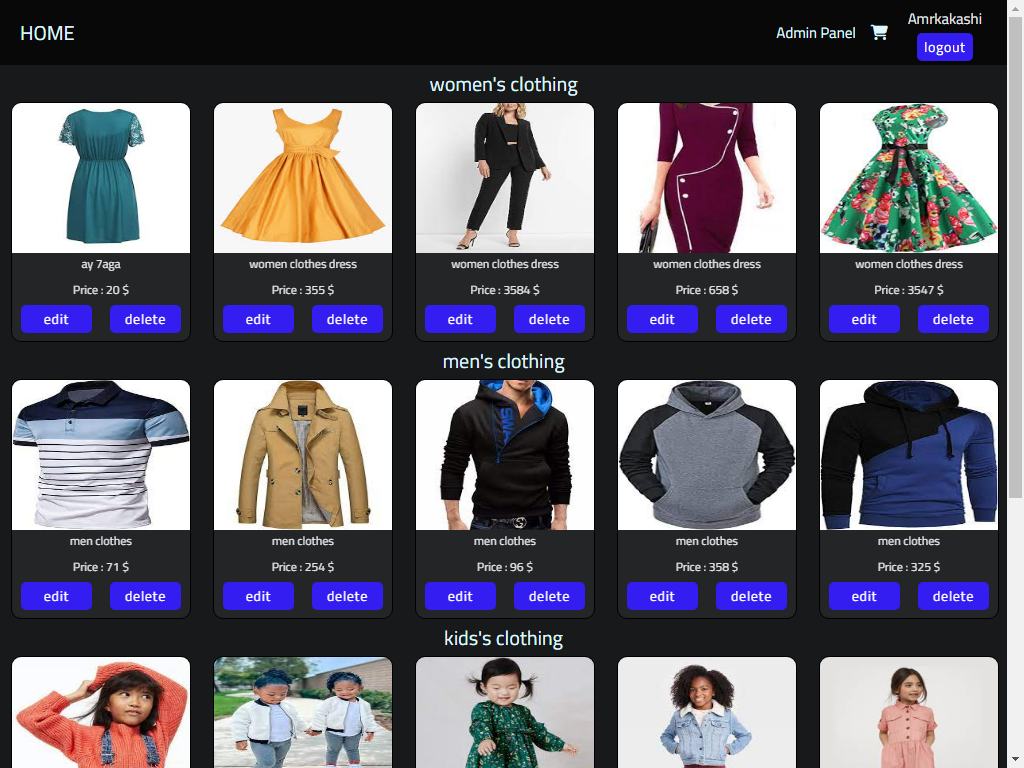 HOME
Admin Panel
Amrkakashi
logout
women's clothing
ay 7aga
Price : 20 $
edit
delete
women clothes dress
Price : 355 $
edit
delete
women clothes dress
Price : 3584 $
edit
delete
women clothes dress
Price : 658 $
edit
delete
women clothes dress
Price : 3547 $
edit
delete
men's clothing
men clothes
Price : 71 $
edit
delete
men clothes
Price : 254 $
edit
delete
men clothes
Price : 96 $
edit
delete
men clothes
Price : 358 $
edit
delete
men clothes
Price : 325 $
edit
delete
kids's clothing